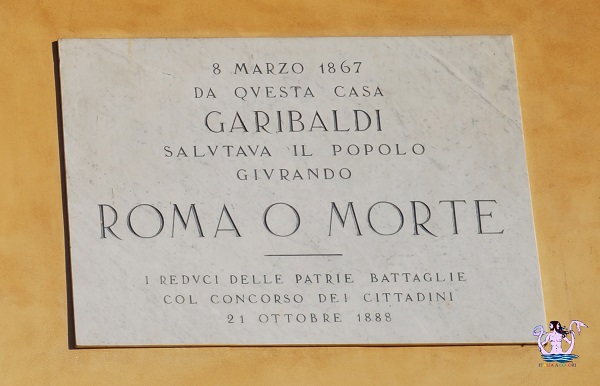 8 MARZO 1867
DA QVESTA CASA
GARIBALDI
SALVTAVA IL POPOLO
GIVRANDO
ROMA O MORTE
I REDVCI DELLE PATRIE BATTAGLIE
COL CONCORSO DEI CITTADINI
21 OTTOBRE 1888